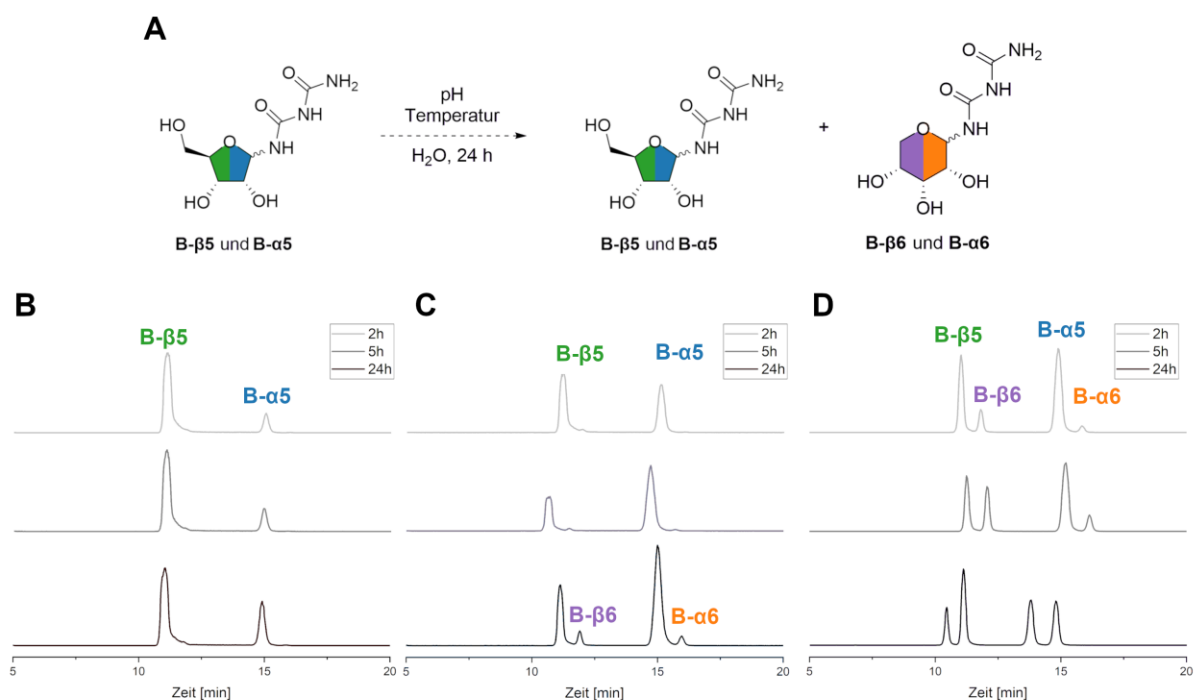 A
HO
O
O
O
NH
NH
NH₂
HO
OH
B-β5 und B-α5
pH
Temperatur
H₂O, 24 h
HO
O
O
O
NH
NH
NH₂
HO
OH
B-β5 und B-α5
+
O
O
O
NH
NH
NH₂
HO
OH
OH
B-β6 und B-α6
B
B-β5
B-α5
2h
5h
24h
5
10
15
20
Zeit [min]
C
B-β5
B-α5
B-β6
B-α6
5
10
15
20
Zeit [min]
D
B-β5
B-β6
B-α5
B-α6
2h
5h
24h
5
10
15
20
Zeit [min]